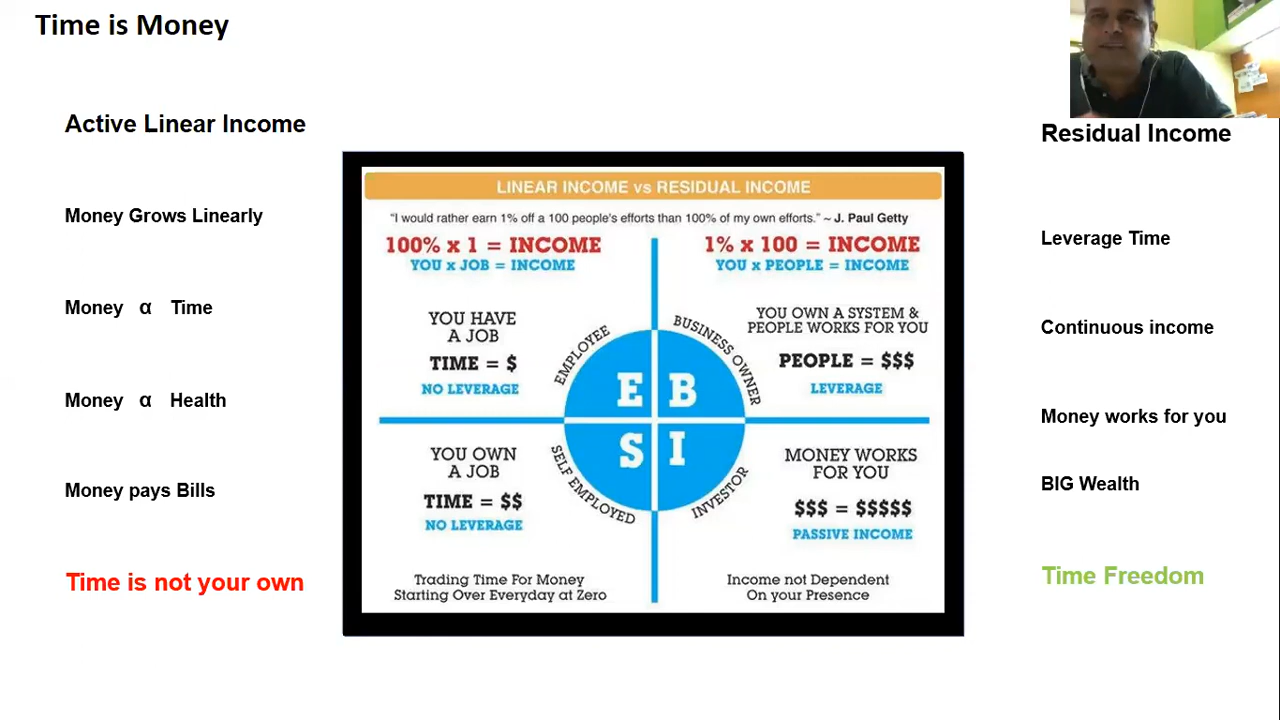 Time is Money
Active Linear Income
Money Grows Linearly
Money α Time
Money α Health
Money pays Bills
Time is not your own
LINEAR INCOME vs RESIDUAL INCOME
"I would rather earn 1% off a 100 people's efforts than 100% of my own efforts." ~ J. Paul Getty
100% x 1 = INCOME
YOU x JOB = INCOME
YOU HAVE
A JOB
TIME = $
NO LEVERAGE
EMPLOYEE
E
1% x 100 = INCOME
YOU x PEOPLE = INCOME
YOU OWN A SYSTEM &
PEOPLE WORKS FOR YOU
PEOPLE = $$$
LEVERAGE
BUSINESS OWNER
B
YOU OWN
A JOB
TIME = $$
NO LEVERAGE
SELF EMPLOYED
S
Trading Time For Money
Starting Over Everyday at Zero
MONEY WORKS
FOR YOU
$$$ = $$$$$
PASSIVE INCOME
INVESTOR
I
Income not Dependent
On your Presence
Residual Income
Leverage Time
Continuous income
Money works for you
BIG Wealth
Time Freedom